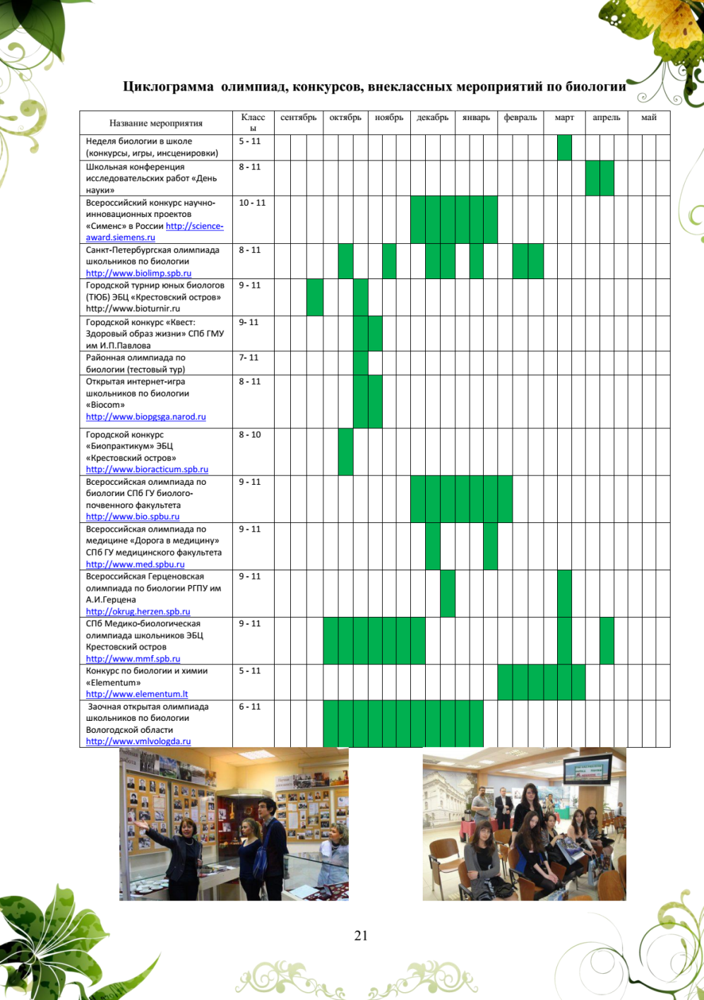 Циклограмма олимпиад, конкурсов, внеклассных мероприятий по биологии
Название мероприятия
Класс
ы
сентябрь
октябрь
ноябрь
декабрь
январь
февраль
март
апрель
май
Неделя биологии в школе
(конкурсы, игры, инсценировки)
5 - 11
Школьная конференция
исследовательских работ «День
науки»
8 - 11
Всероссийский конкурс научно-
инновационных проектов
«Сименс» в России http://science-
award.siemens.ru
10 - 11
Санкт-Петербургская олимпиада
школьников по биологии
http://www.biolimp.spb.ru
8 - 11
Городской турнир юных биологов
(ТЮБ) ЭБЦ «Крестовский остров»
http://www.bioturnir.ru
9 - 11
Городской конкурс «Квест:
Здоровый образ жизни» СПб ГМУ
им И.П.Павлова
9- 11
Районная олимпиада по
биологии (тестовый тур)
7- 11
Открытая интернет-игра
школьников по биологии
«Biocom»
http://www.biopgsga.narod.ru
8 - 11
Городской конкурс
«Биопрактикум» ЭБЦ
«Крестовский остров»
http://www.bioracticum.spb.ru
8 - 10
Всероссийская олимпиада по
биологии СПб ГУ биолого-
почвенного факультета
http://www.bio.spbu.ru
9 - 11
Всероссийская олимпиада по
медицине «Дорога в медицину»
СПб ГУ медицинского факультета
http://www.med.spbu.ru
9 - 11
Всероссийская Герценовская
олимпиада по биологии РГПУ им
А.И.Герцена
http://okrug.herzen.spb.ru
9 - 11
СПб Медико-биологическая
олимпиада школьников ЭБЦ
Крестовский остров
http://www.mmf.spb.ru
9 - 11
Конкурс по биологии и химии
«Elementum»
http://www.elementum.lt
5 - 11
Заочная открытая олимпиада
школьников по биологии
Вологодской области
http://www.vmlvologda.ru
6 - 11
21